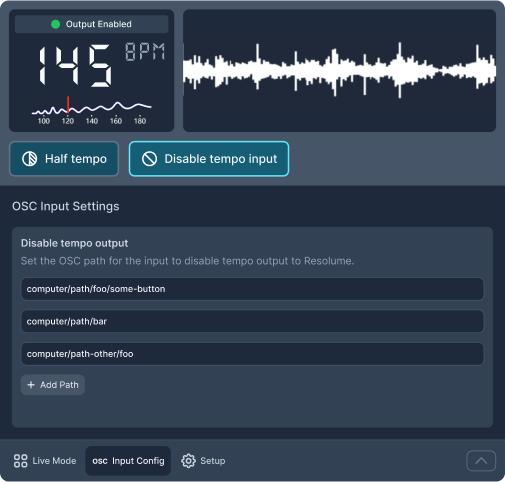 Output Enabled
145 BPM
100 120 140 160 180
Half tempo
Disable tempo input
OSC Input Settings
Disable tempo output
Set the OSC path for the input to disable tempo output to Resolume.
computer/path/foo/some-button
computer/path/bar
computer/path-other/foo
+ Add Path
Live Mode
osc Input Config
Setup